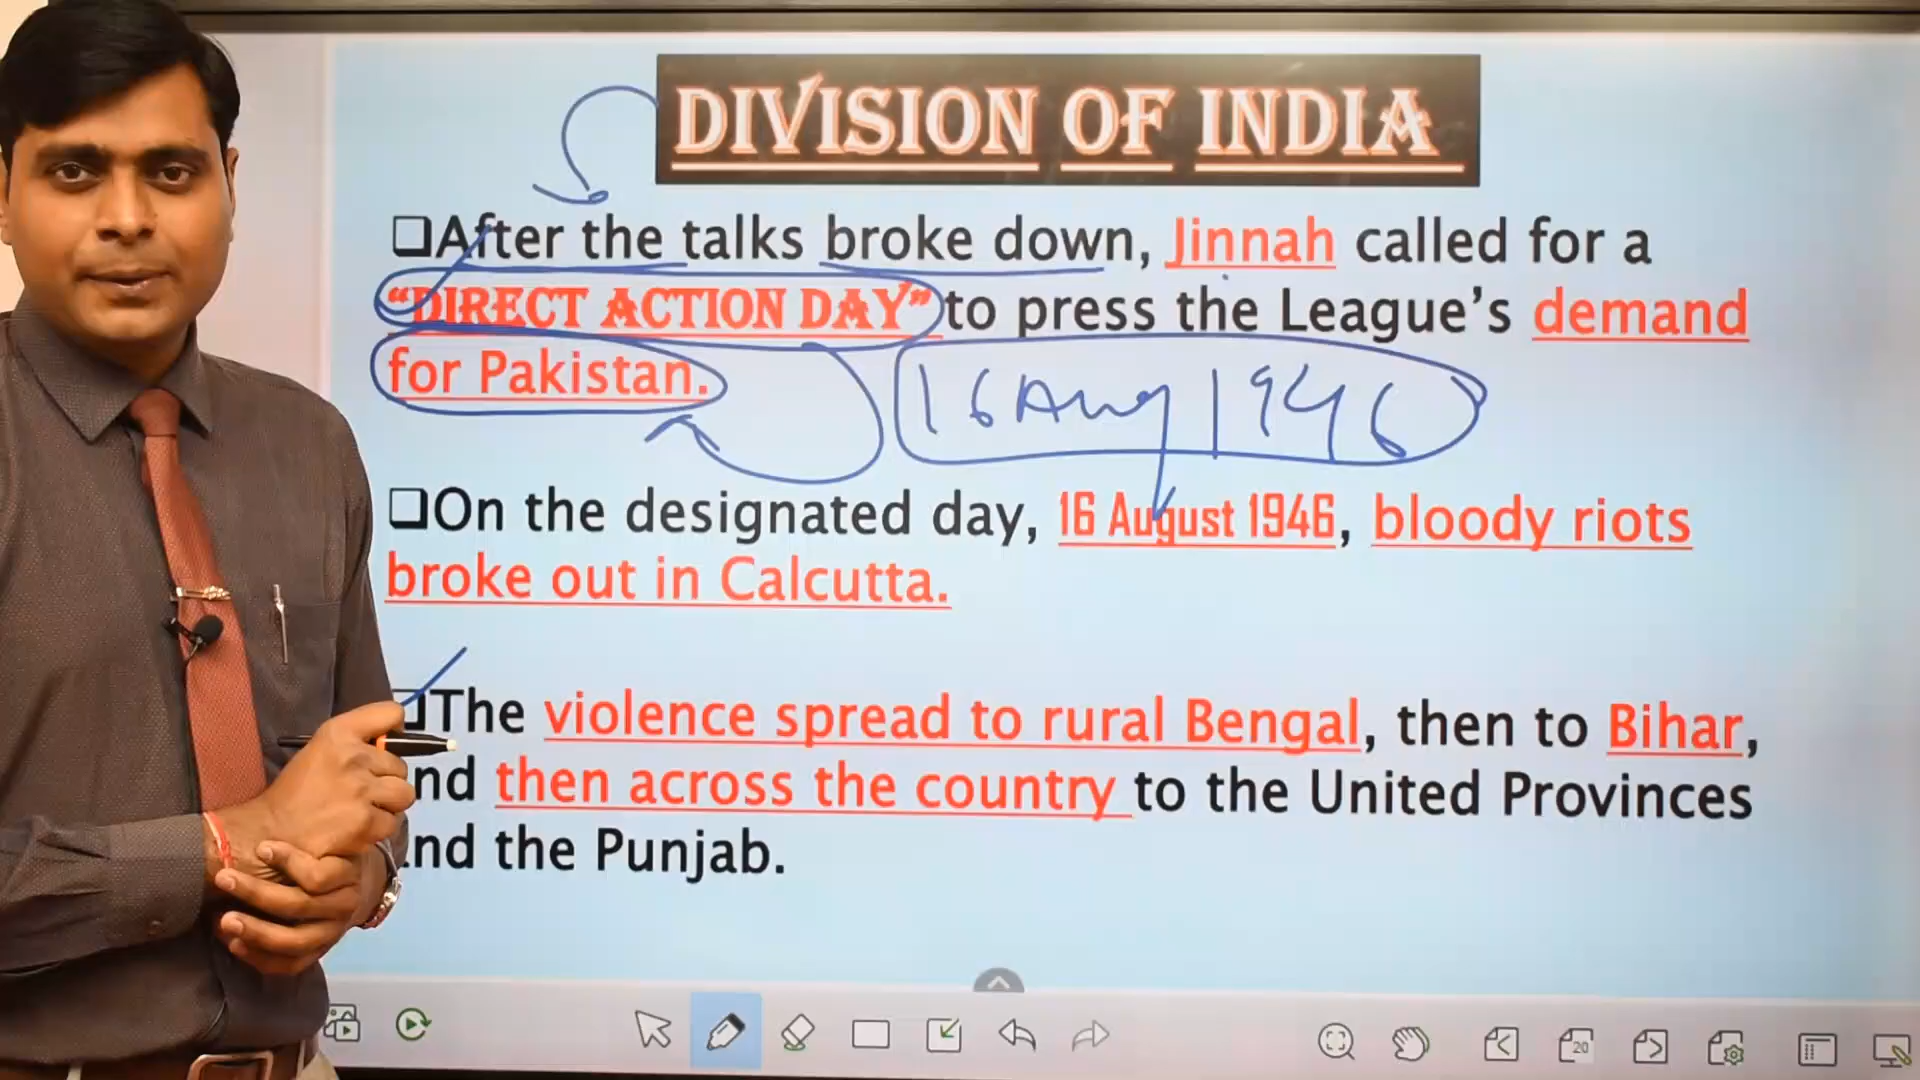 DIVISION OF INDIA
❑After the talks broke down, Jinnah called for a
“DIRECT ACTION DAY” to press the League’s demand
for Pakistan.
16 Aug 1946
❑On the designated day, 16 August 1946, bloody riots
broke out in Calcutta.
❑The violence spread to rural Bengal, then to Bihar,
nd then across the country to the United Provinces
nd the Punjab.
20